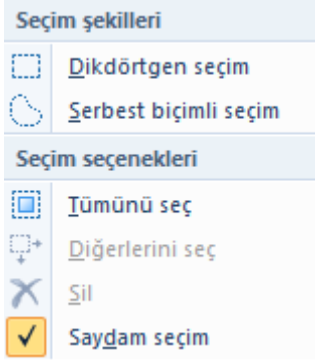 Seçim şekilleri
Dikdörtgen seçim
Serbest biçimli seçim
Seçim seçenekleri
Tümünü seç
Diğerlerini seç
Sil
Saydam seçim